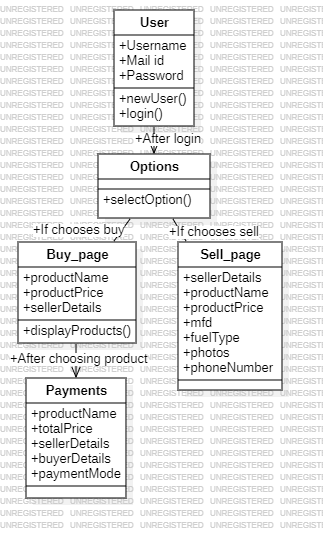 User
+Username
+Mail id
+Password
+newUser()
+login()
+After login
Options
+selectOption()
+If chooses buy
+If chooses sell
Buy_page
+productName
+productPrice
+sellerDetails
+displayProducts()
Sell_page
+sellerDetails
+productName
+productPrice
+mfd
+fuelType
+photos
+phoneNumber
+After choosing product
Payments
+productName
+totalPrice
+sellerDetails
+buyerDetails
+paymentMode
UNREGISTERED